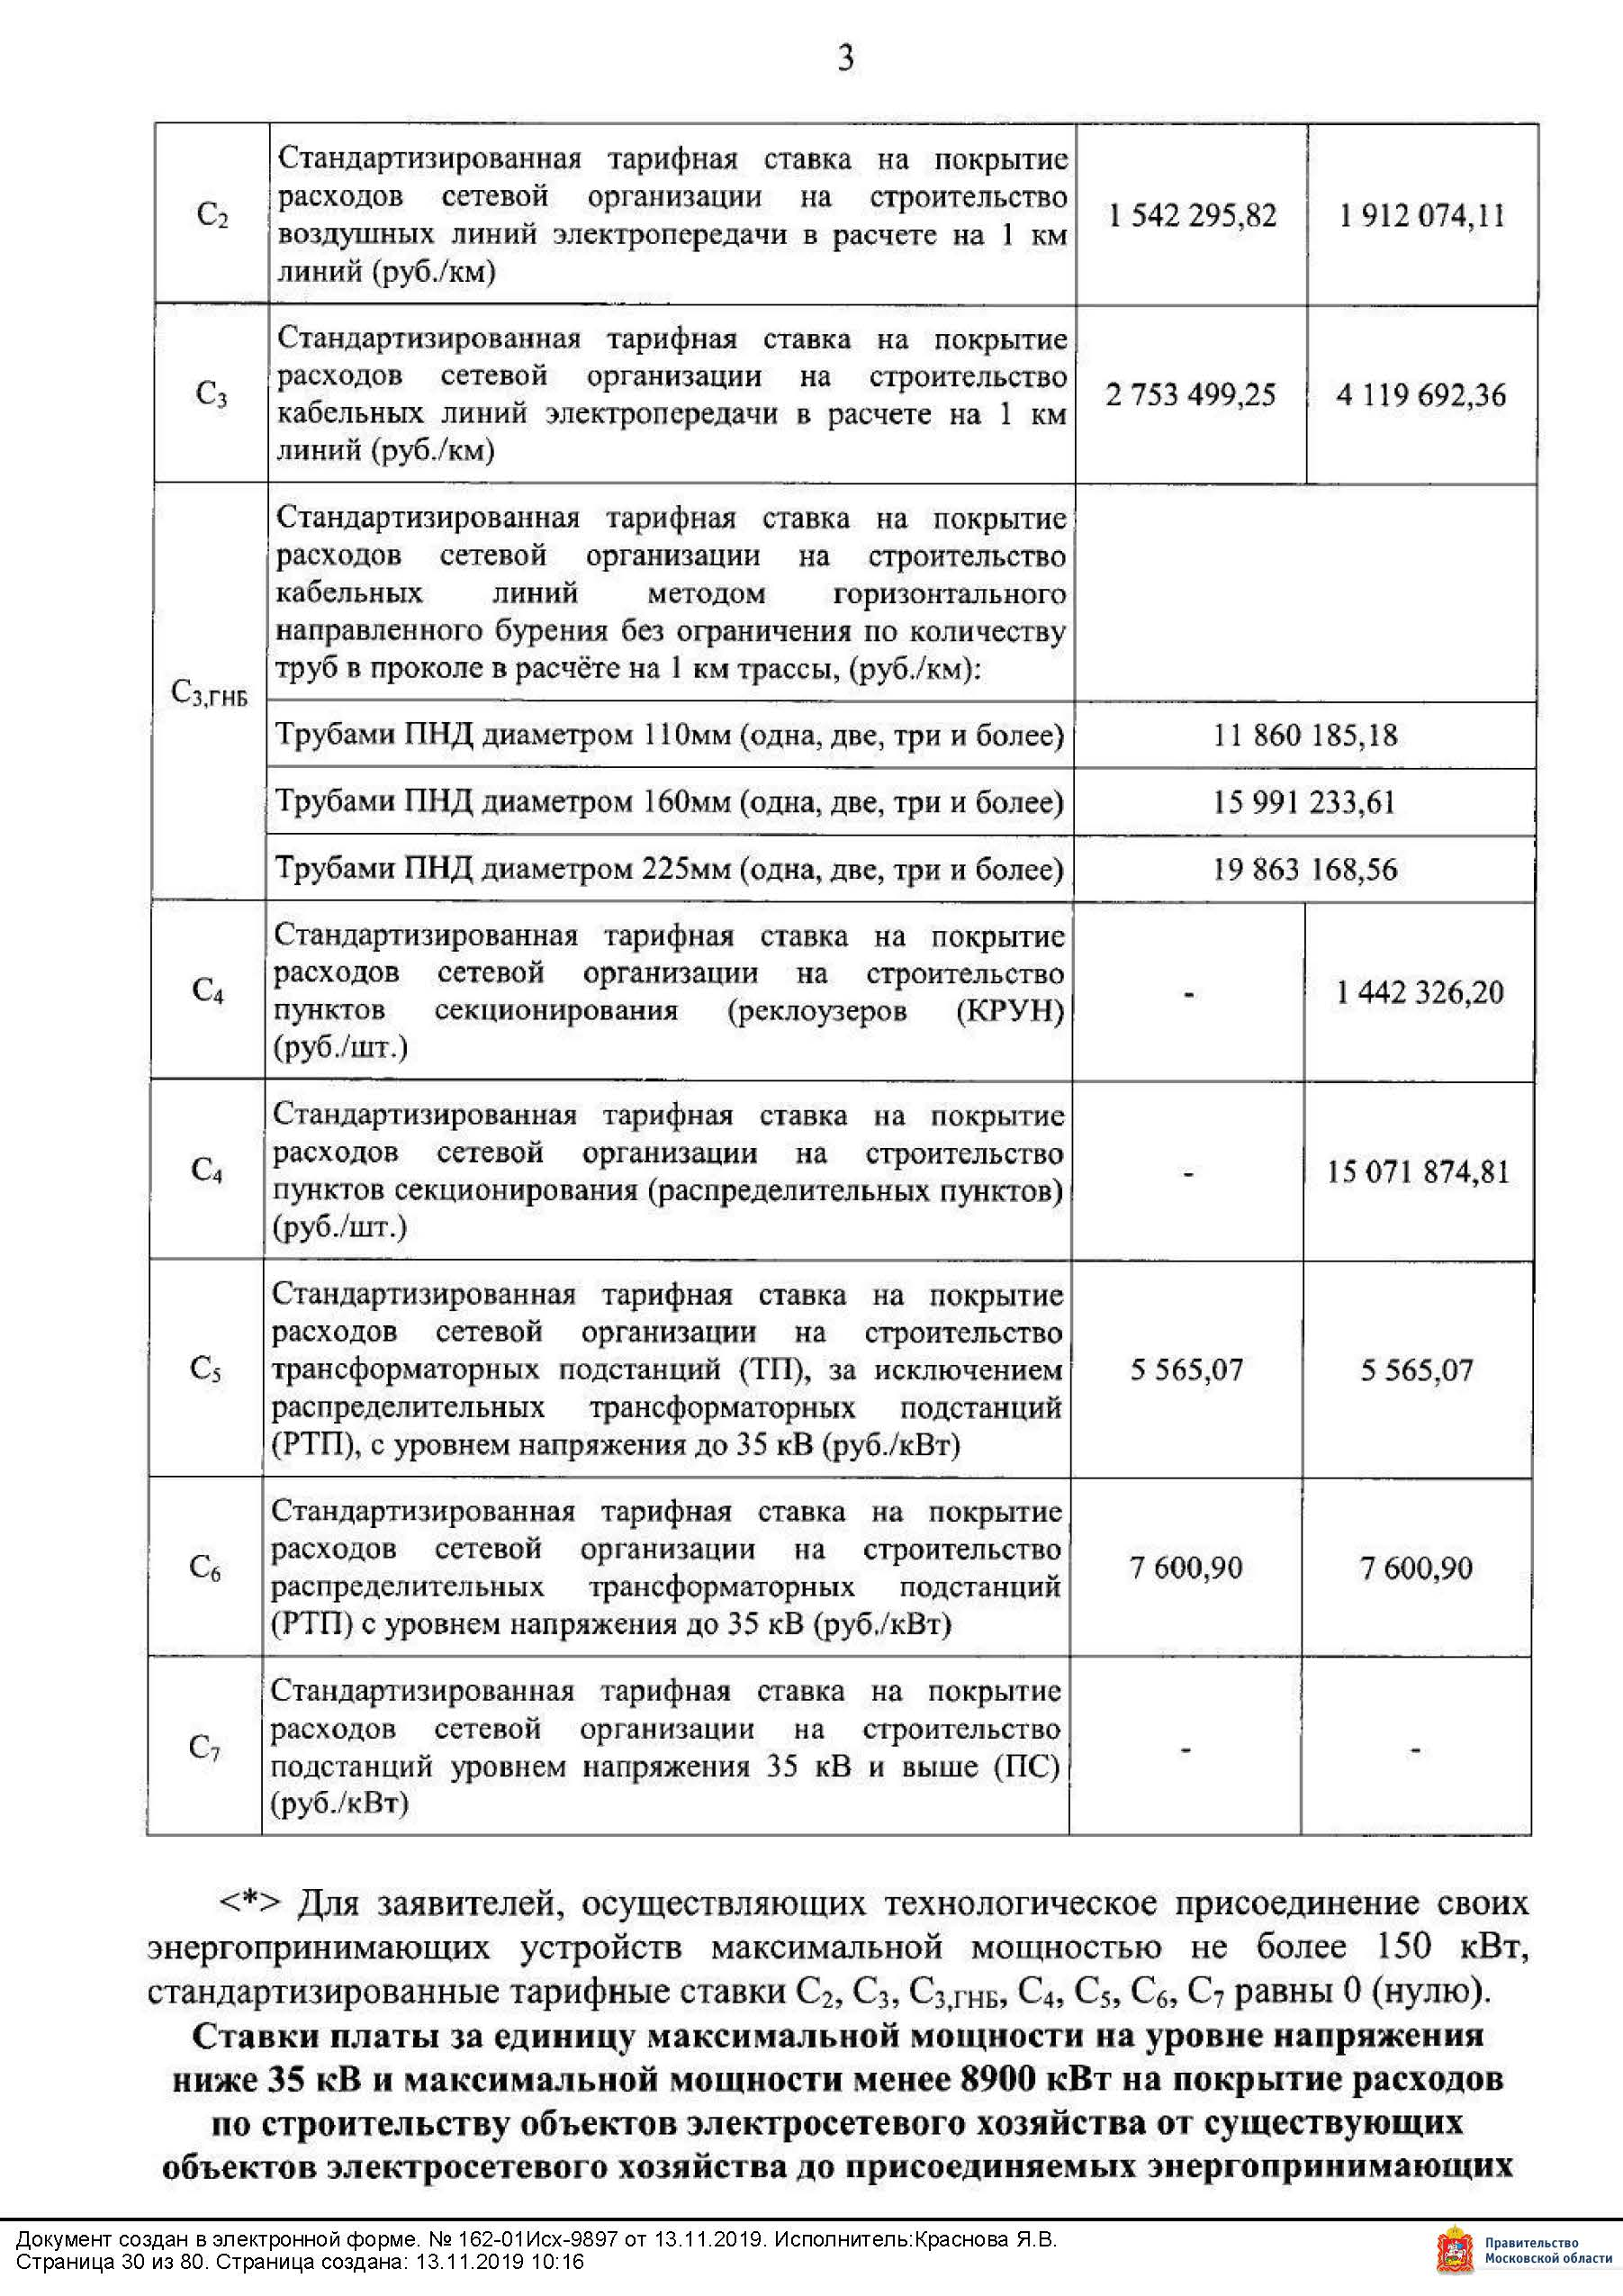 3
С2
Стандартизированная тарифная ставка на покрытие
расходов сетевой организации на строительство
воздушных линий электропередачи в расчете на 1 км
линий (руб./км)
1 542 295,82
1 912 074,11
С3
Стандартизированная тарифная ставка на покрытие
расходов сетевой организации на строительство
кабельных линий электропередачи в расчете на 1 км
линий (руб./км)
2 753 499,25
4 119 692,36
С3,ГНБ
Стандартизированная тарифная ставка на покрытие
расходов сетевой организации на строительство
кабельных линий методом горизонтального
направленного бурения без ограничения по количеству
труб в проколе в расчёте на 1 км трассы, (руб./км):
Трубами ПНД диаметром 110мм (одна, две, три и более)
11 860 185,18
Трубами ПНД диаметром 160мм (одна, две, три и более)
15 991 233,61
Трубами ПНД диаметром 225мм (одна, две, три и более)
19 863 168,56
С4
Стандартизированная тарифная ставка на покрытие
расходов сетевой организации на строительство
пунктов секционирования (реклоузеров (КРУН)
(руб./шт.)
-
1 442 326,20
С4
Стандартизированная тарифная ставка на покрытие
расходов сетевой организации на строительство
пунктов секционирования (распределительных пунктов)
(руб./шт.)
-
15 071 874,81
С5
Стандартизированная тарифная ставка на покрытие
расходов сетевой организации на строительство
трансформаторных подстанций (ТП), за исключением
распределительных трансформаторных подстанций
(РТП), с уровнем напряжения до 35 кВ (руб./кВт)
5 565,07
5 565,07
С6
Стандартизированная тарифная ставка на покрытие
расходов сетевой организации на строительство
распределительных трансформаторных подстанций
(РТП) с уровнем напряжения до 35 кВ (руб./кВт)
7 600,90
7 600,90
С7
Стандартизированная тарифная ставка на покрытие
расходов сетевой организации на строительство
подстанций уровнем напряжения 35 кВ и выше (ПС)
(руб./кВт)
-
-
<*> Для заявителей, осуществляющих технологическое присоединение своих
энергопринимающих устройств максимальной мощностью не более 150 кВт,
стандартизированные тарифные ставки С2, С3, С3,ГНБ, С4, С5, С6, С7 равны 0 (нулю).
Ставки платы за единицу максимальной мощности на уровне напряжения
ниже 35 кВ и максимальной мощности менее 8900 кВт на покрытие расходов
по строительству объектов электросетевого хозяйства от существующих
объектов электросетевого хозяйства до присоединяемых энергопринимающих
Документ создан в электронной форме. № 162-01Исх-9897 от 13.11.2019. Исполнитель:Краснова Я.В.
Страница 30 из 80. Страница создана: 13.11.2019 10:16
Правительство
Московской области